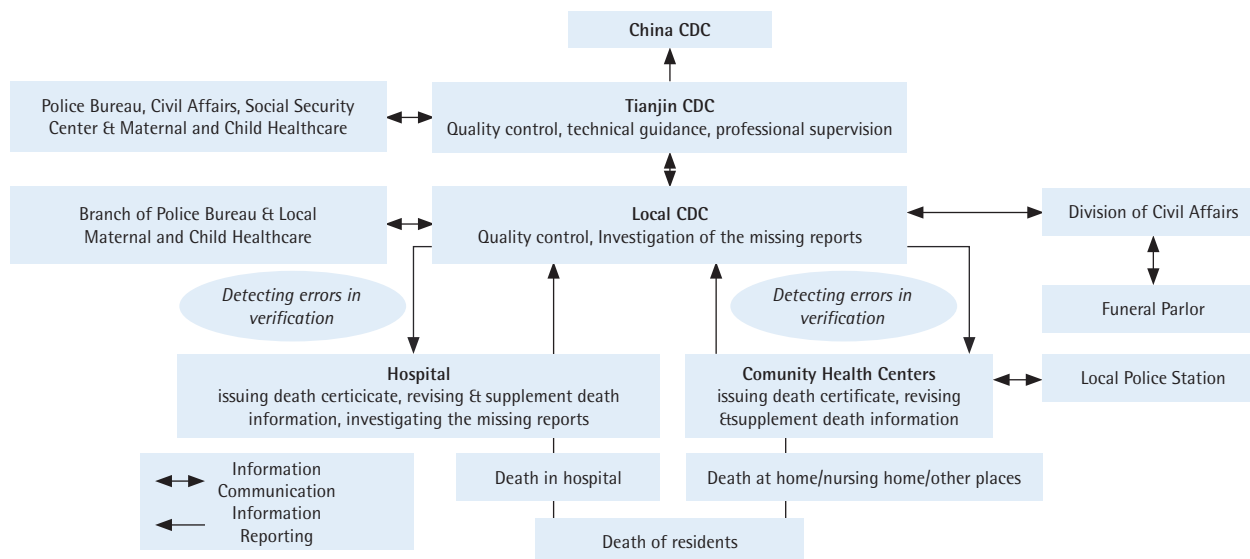 China CDC
Police Bureau, Civil Affairs, Social Security
Center & Maternal and Child Healthcare
Tianjin CDC
Quality control, technical guidance, professional supervision
Branch of Police Bureau & Local
Maternal and Child Healthcare
Local CDC
Quality control, Investigation of the missing reports
Division of Civil Affairs
Detecting errors in
verification
Detecting errors in
verification
Funeral Parlor
Hospital
issuing death certicicate, revising & supplement death
information, investigating the missing reports
Comunity Health Centers
issuing death certificate, revising
&supplement death information
Local Police Station
Information
Communication
Information
Reporting
Death in hospital
Death at home/nursing home/other places
Death of residents